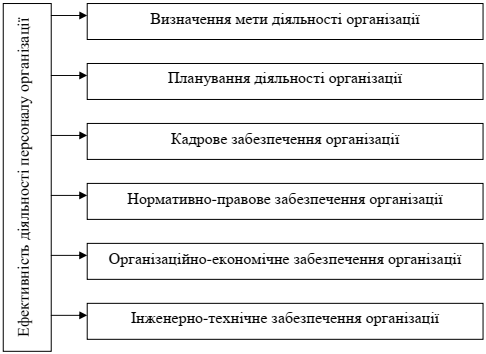 Ефективність діяльності персоналу організації
Визначення мети діяльності організації
Планування діяльності організації
Кадрове забезпечення організації
Нормативно-правове забезпечення організації
Організаційно-економічне забезпечення організації
Інженерно-технічне забезпечення організації